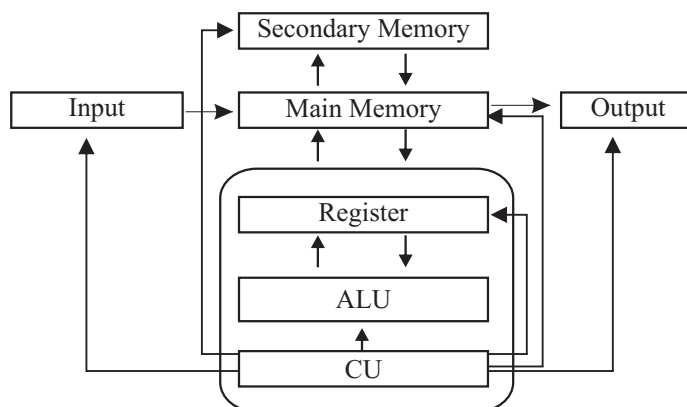 Secondary Memory
Input
Main Memory
Output
Register
ALU
CU